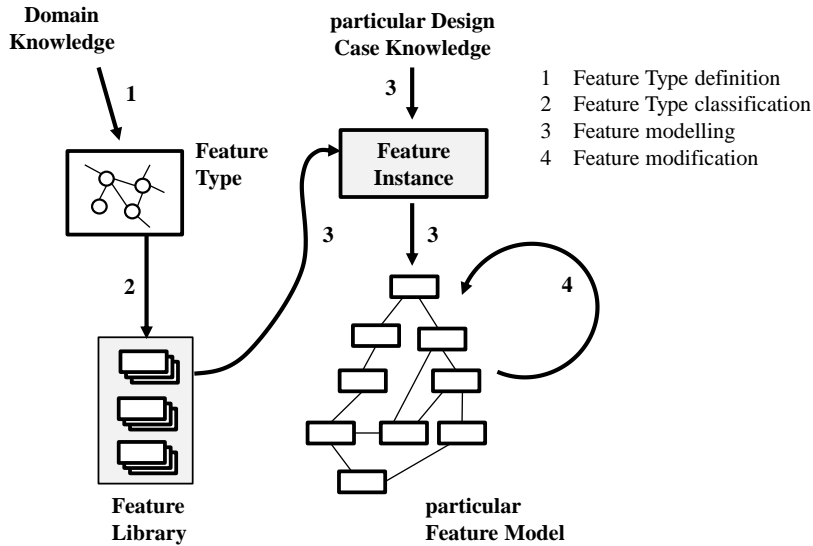 Domain
Knowledge
particular Design
Case Knowledge
1
3
1 Feature Type definition
2 Feature Type classification
3 Feature modelling
4 Feature modification
Feature
Type
Feature
Instance
2
3
3
4
Feature
Library
particular
Feature Model